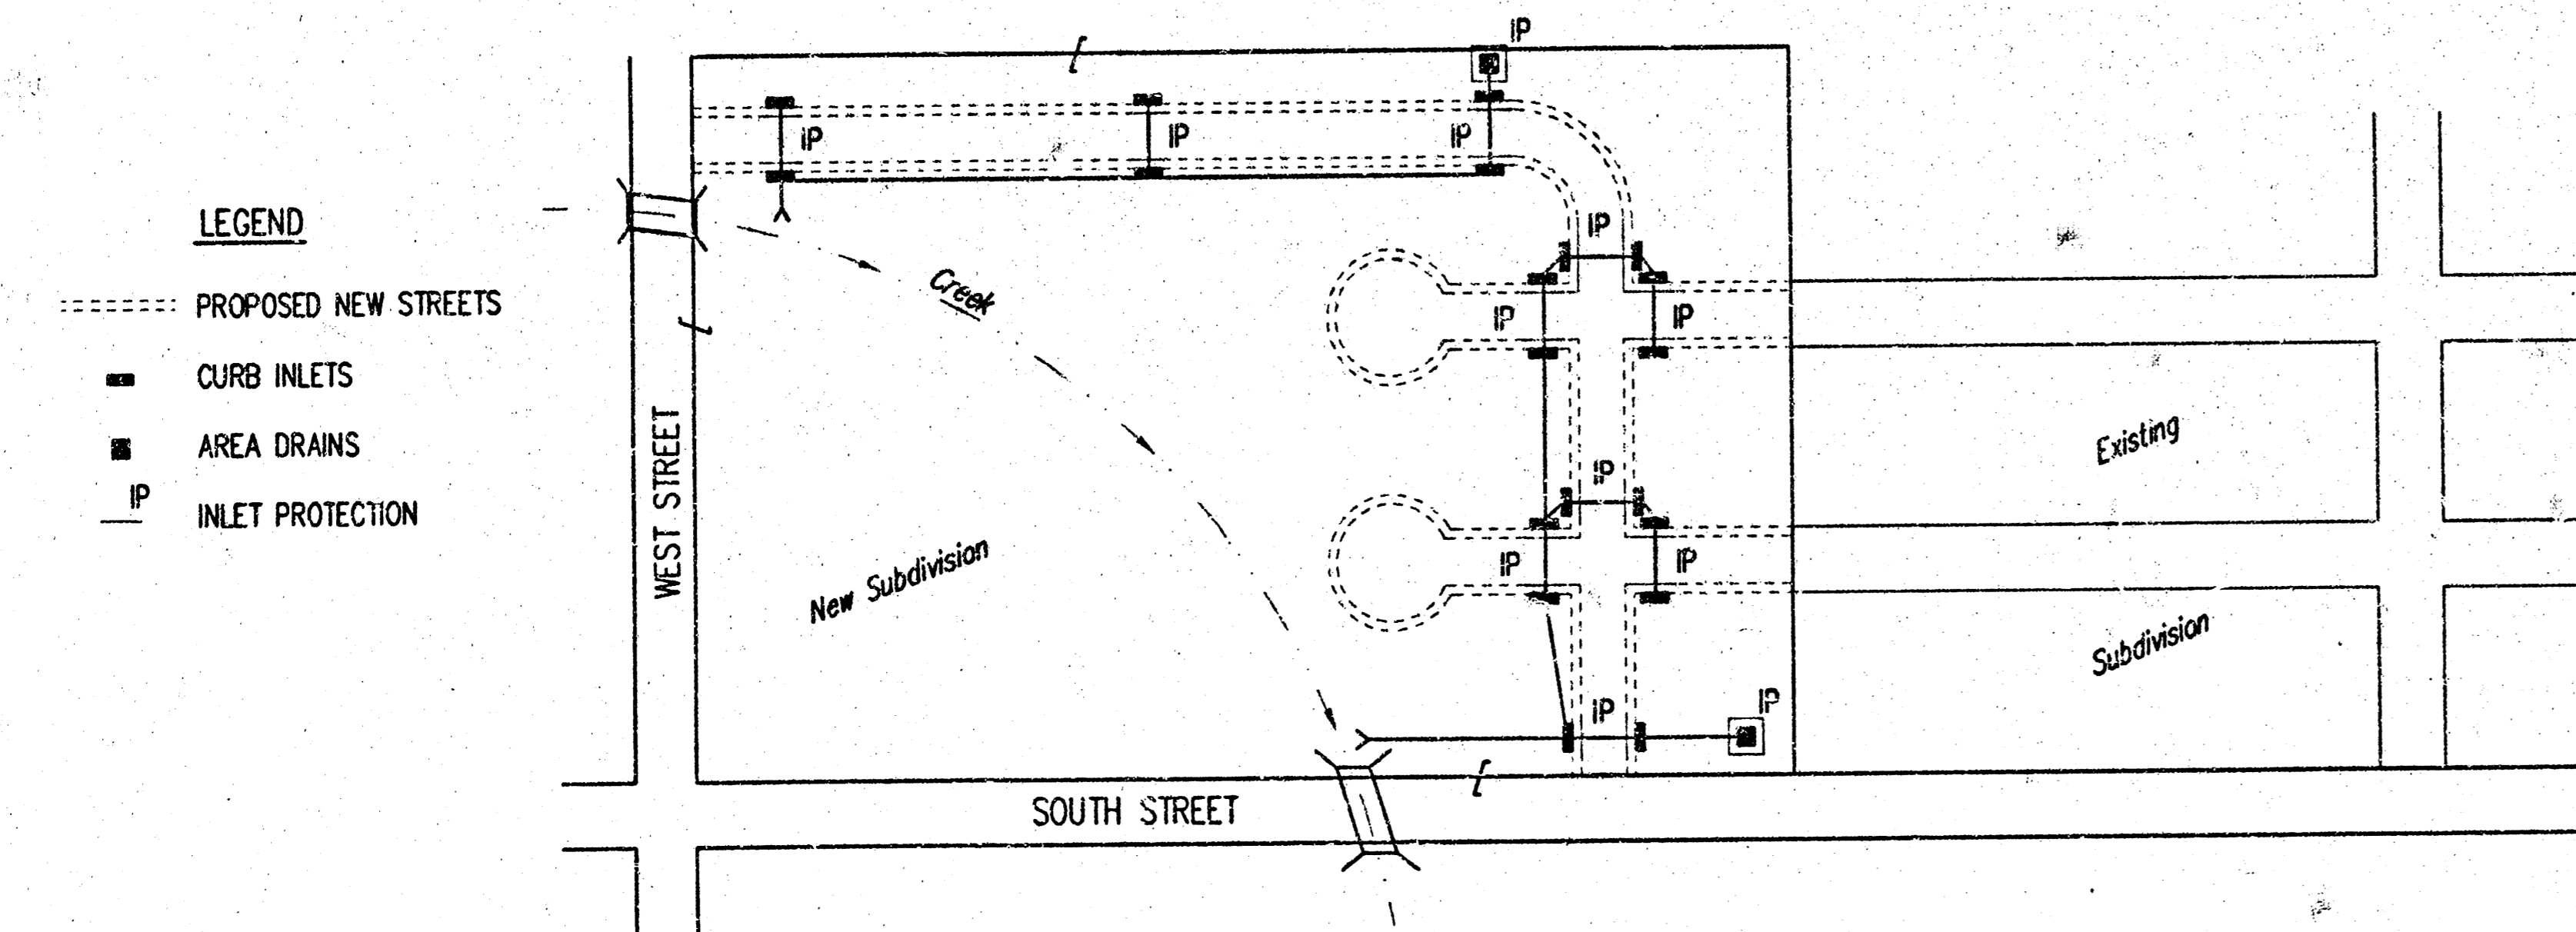 IP
IP
IP
IP
LEGEND
PROPOSED NEW STREETS
CURB INLETS
AREA DRAINS
IP
INLET PROTECTION
WEST STREET
Creek
New Subdivision
IP
IP
IP
IP
IP
IP
IP
IP
Existing
Subdivision
SOUTH STREET